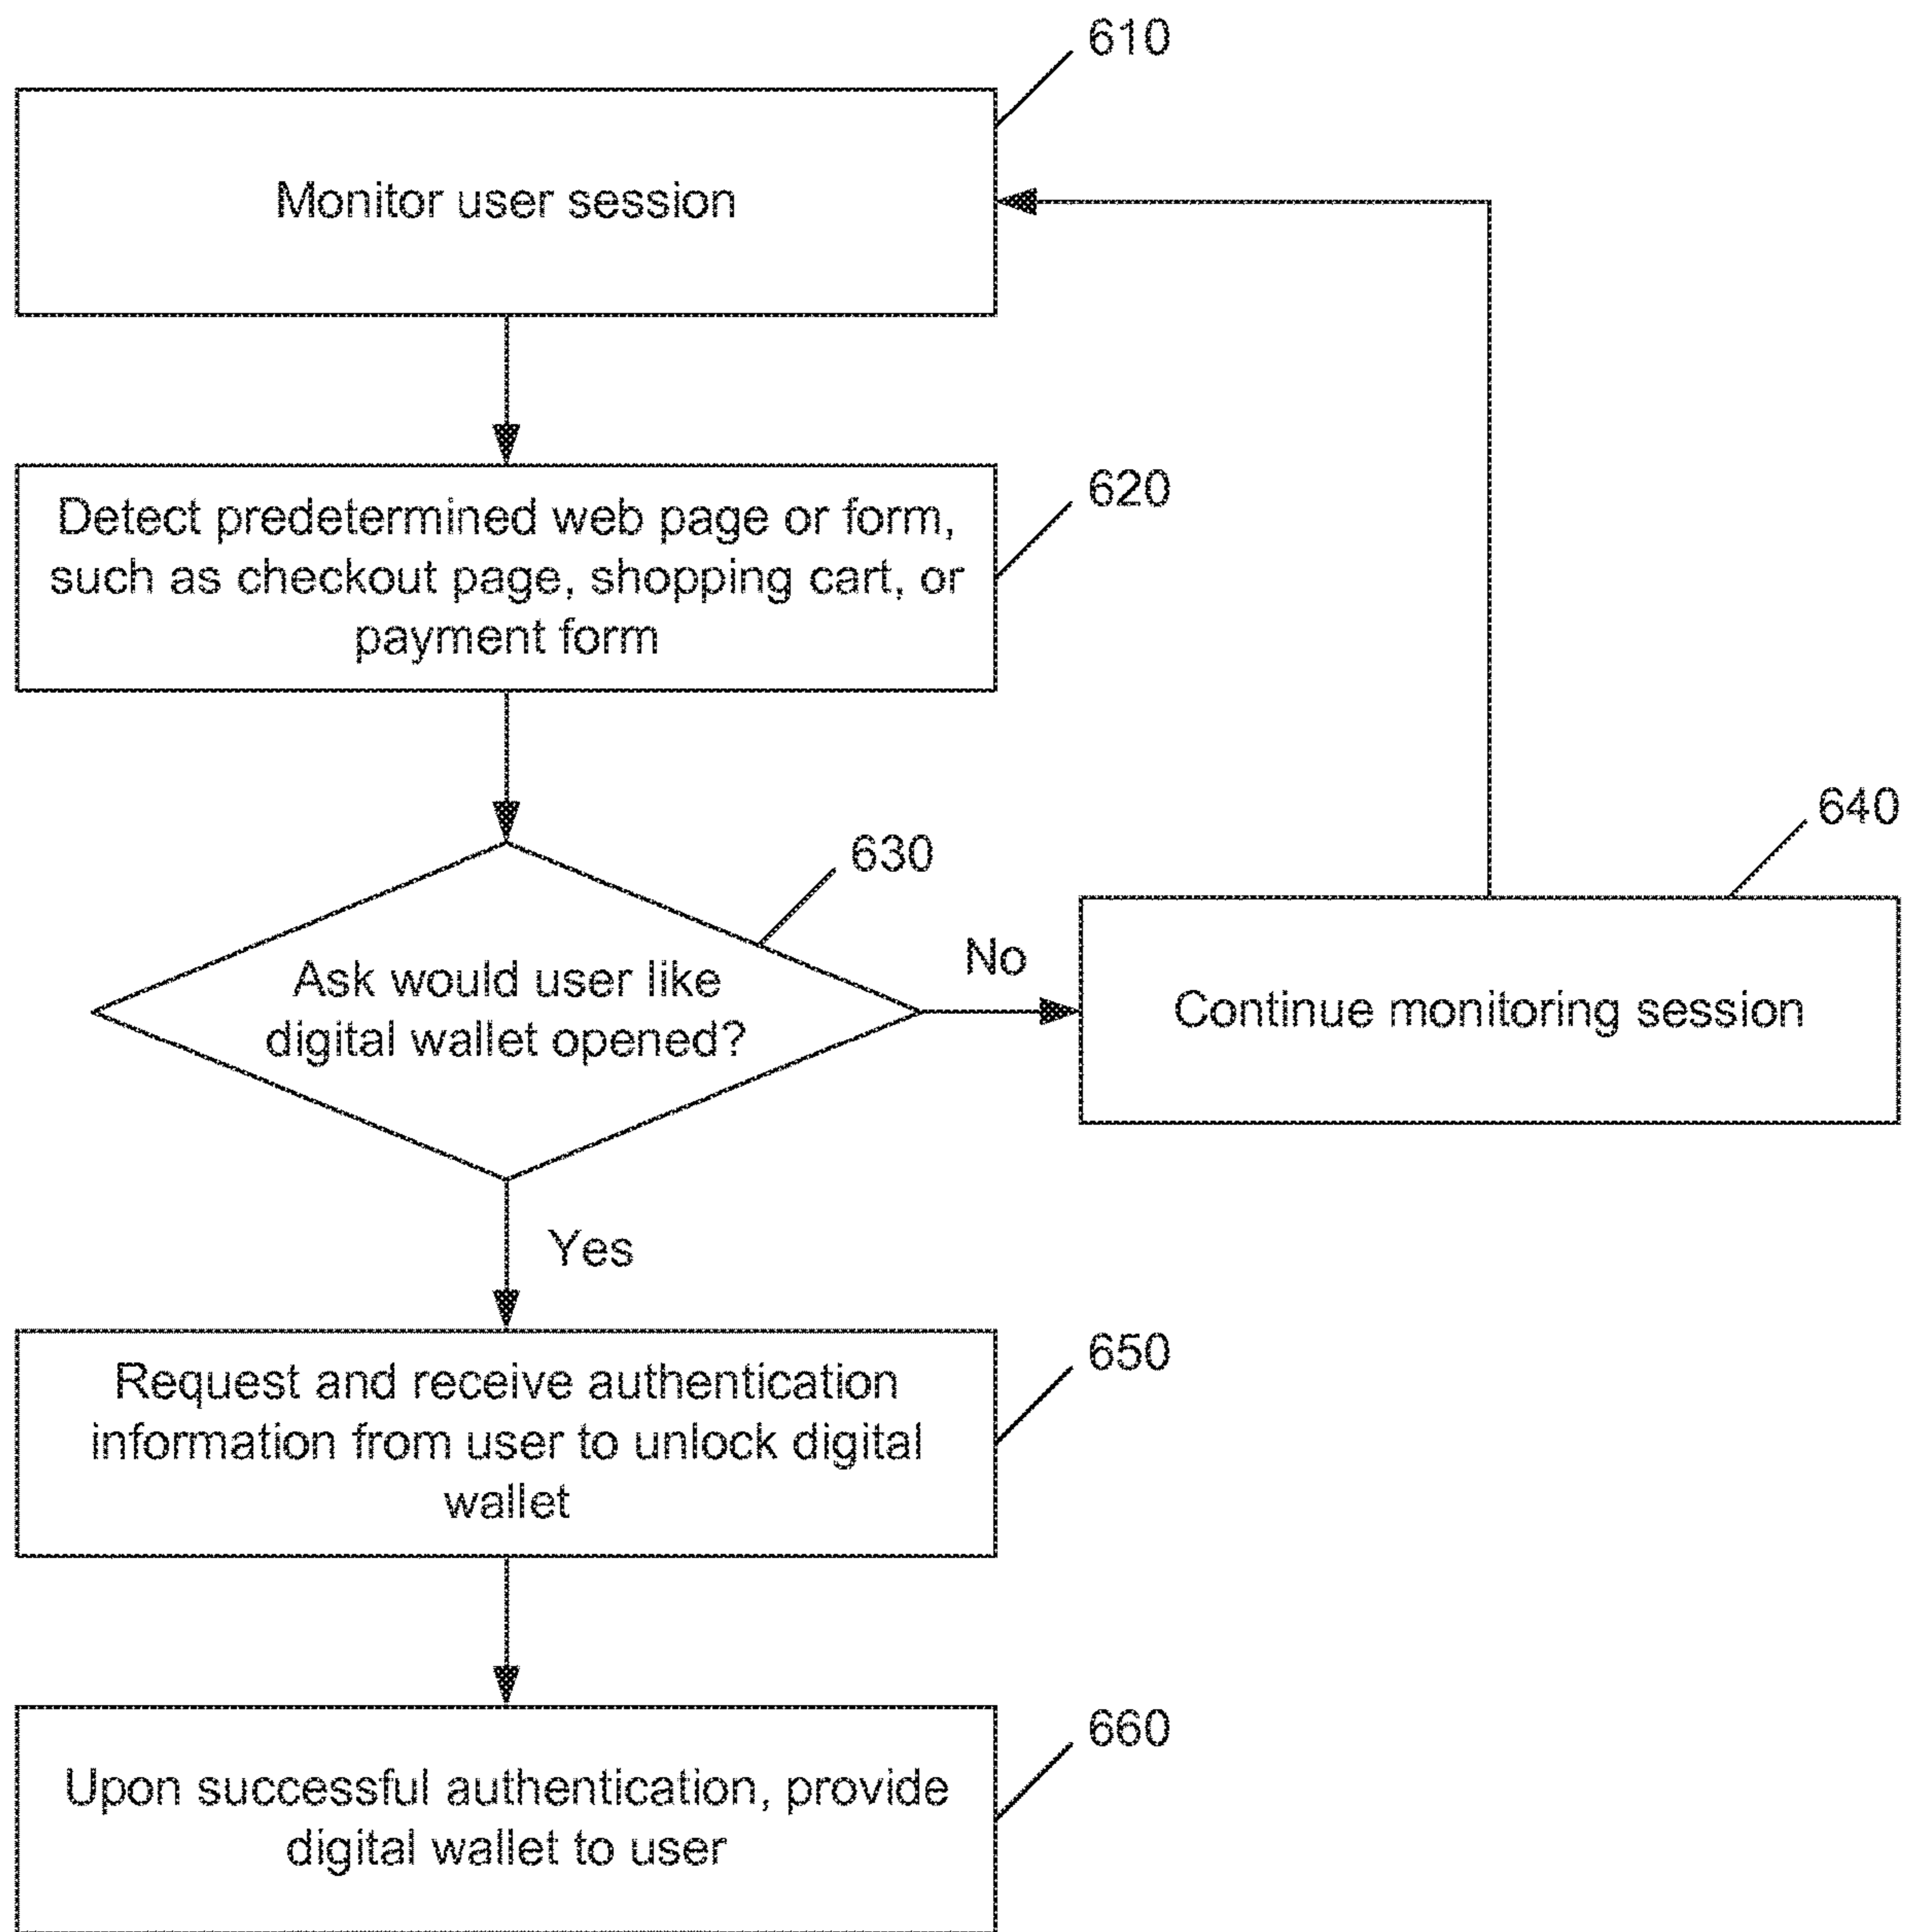 610
Monitor user session
620
Detect predetermined web page or form,
such as checkout page, shopping cart, or
payment form
630
640
Ask would user like
digital wallet opened?
No
Continue monitoring session
Yes
650
Request and receive authentication
information from user to unlock digital
wallet
660
Upon successful authentication, provide
digital wallet to user